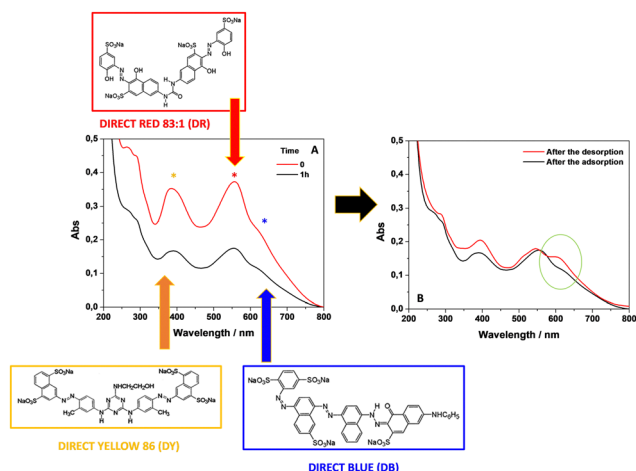 SO₃Na
SO₃Na
NaO₃S
N
N
OH
N
N
OH
OH
OH
NaO₃S
N
H
H
N
O
DIRECT RED 83:1 (DR)
0,5
0,4
0,3
0,2
0,1
0,0
Abs
Time
A
0
1h
*
*
*
200 300 400 500 600 700 800
Wavelength / nm
0,5
0,4
0,3
0,2
0,1
0,0
Abs
After the desorption
After the adsorption
B
200 300 400 500 600 700 800
Wavelength / nm
SO₃Na
NHCH₂CH₂OH
SO₃Na
NaO₃S
N
N
H₃C
N
H
N
N
N
N
H
CH₃
N
N
SO₃Na
DIRECT YELLOW 86 (DY)
SO₃Na
NaO₃S
N
N
N
N
NaO₃S
N
H
N
O
NaO₃S
NHC₆H₅
DIRECT BLUE (DB)